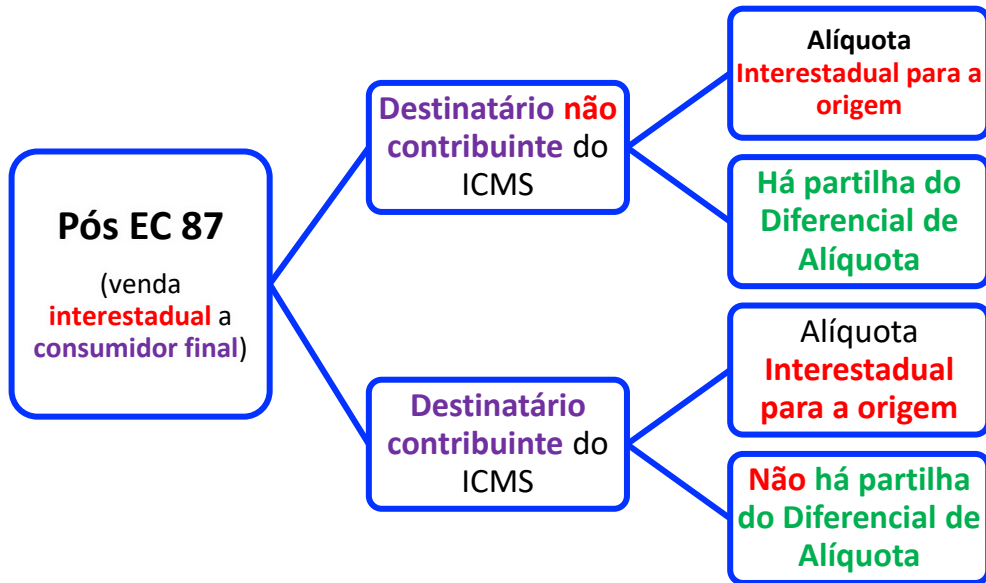 Pós EC 87
(venda
interestadual a
consumidor final)
Destinatário não
contribuinte do
ICMS
Alíquota
Interestadual para a
origem
Há partilha do
Diferencial de
Alíquota
Destinatário
contribuinte do
ICMS
Alíquota
Interestadual
para a origem
Não há partilha
do Diferencial de
Alíquota